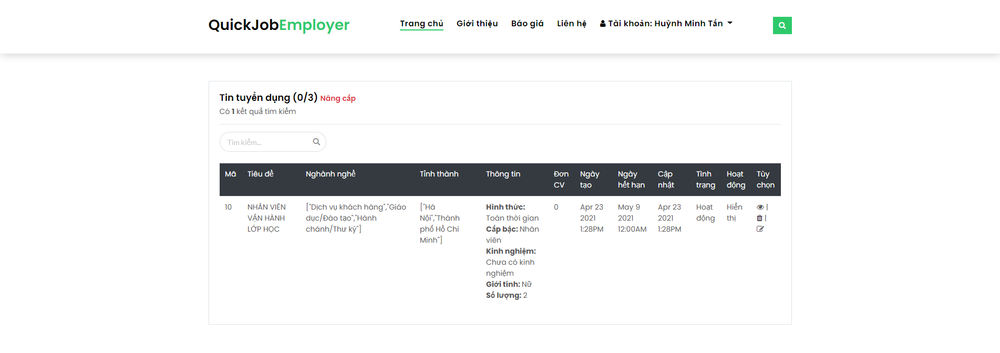 QuickJobEmployer
Trang chủ Giới thiệu Báo giá Liên hệ Tài khoản: Huỳnh Minh Tấn
Tin tuyển dụng (0/3) Nâng cấp
Có 1 kết quả tìm kiếm
Tìm kiếm...
Mã Tiêu đề Nghành nghề Tỉnh thành Thông tin Đơn CV Ngày tạo Ngày hết hạn Cập nhật Tình trạng Hoạt động Tùy chọn
10
NHÂN VIÊN
VẬN HÀNH
LỚP HỌC
["Dịch vụ khách hàng","Giáo
dục/Đào tạo","Hành
chánh/Thư ký"]
["Hà
Nội","Thành
phố Hồ Chí
Minh"]
Hình thức:
Toàn thời gian
Cấp bậc: Nhân
viên
Kinh nghiệm:
Chưa có kinh
nghiệm
Giới tính: Nữ
Số lượng: 2
0
Apr 23
2021
1:28PM
May 9
2021
12:00AM
Apr 23
2021
1:28PM
Hoạt
động
Hiển
thị
|
|